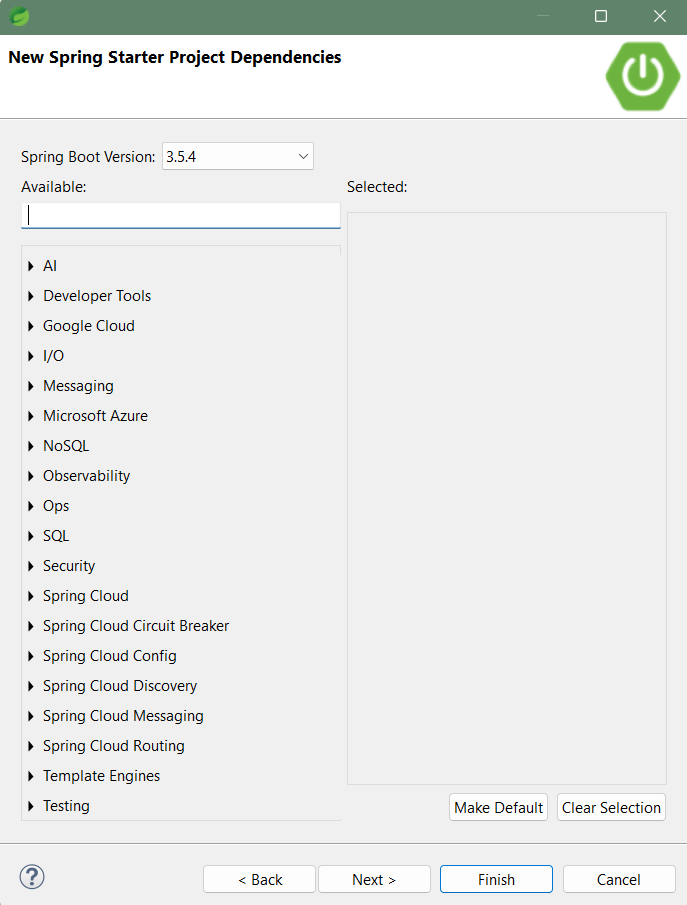 New Spring Starter Project Dependencies
Spring Boot Version: 3.5.4
Available:
Selected:
AI
Developer Tools
Google Cloud
I/O
Messaging
Microsoft Azure
NoSQL
Observability
Ops
SQL
Security
Spring Cloud
Spring Cloud Circuit Breaker
Spring Cloud Config
Spring Cloud Discovery
Spring Cloud Messaging
Spring Cloud Routing
Template Engines
Testing
Make Default
Clear Selection
?
< Back
Next >
Finish
Cancel